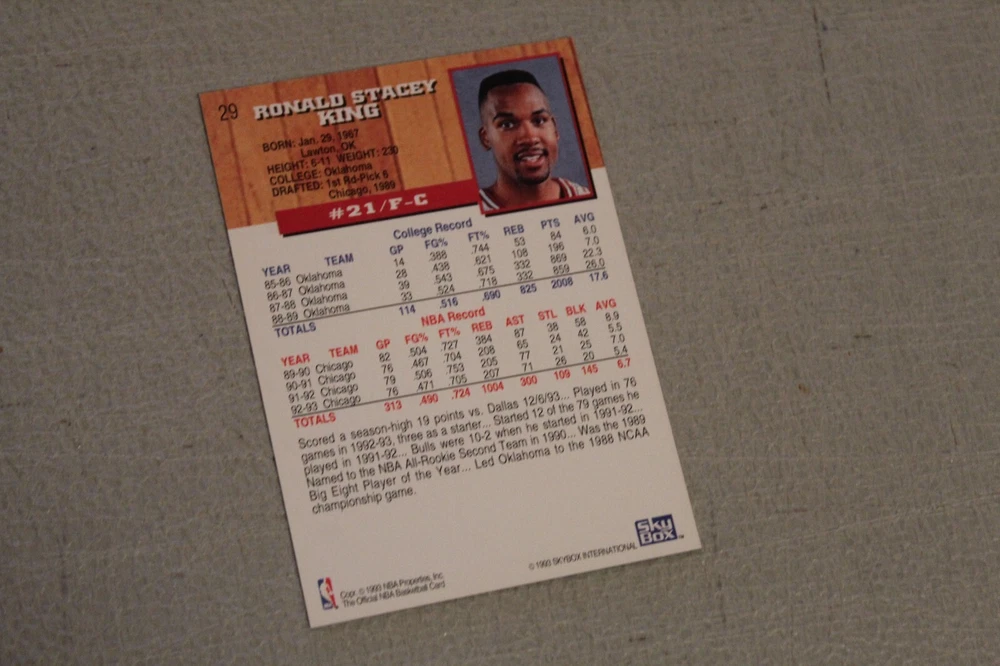 29
RONALD STACEY
KING
BORN: Jan. 29, 1967
Lawton, OK
HEIGHT: 6-11 WEIGHT: 230
COLLEGE: Oklahoma
DRAFTED: 1st Rd-Pick 6
Chicago, 1989
#21/F-C
College Record
YEAR TEAM GP FG% FT% REB PTS AVG
85-86 Oklahoma 14 .388 .744 53 84 6.0
86-87 Oklahoma 28 .438 .621 108 196 7.0
87-88 Oklahoma 39 .543 .675 332 869 22.3
88-89 Oklahoma 33 .524 .718 332 859 26.0
TOTALS 114 .516 .690 825 2008 17.6
NBA Record
YEAR TEAM GP FG% FT% REB AST STL BLK AVG
89-90 Chicago 82 .504 .727 384 87 38 58 8.9
90-91 Chicago 76 .467 .704 208 65 24 42 5.5
91-92 Chicago 79 .506 .753 205 77 21 25 7.0
92-93 Chicago 76 .471 .705 207 71 26 20 5.4
TOTALS 313 .490 .724 1004 300 109 145 6.7
Scored a season-high 19 points vs. Dallas 12/6/93... Played in 76
games in 1992-93, three as a starter... Started 12 of the 79 games he
played in 1991-92... Bulls were 10-2 when he started in 1991-92...
Named to the NBA All-Rookie Second Team in 1990... Was the 1989
Big Eight Player of the Year... Led Oklahoma to the 1988 NCAA
championship game.
SkyBox
© 1993 SKYBOX INTERNATIONAL
Copr. © 1993 NBA Properties, Inc.
The Official NBA Basketball Card